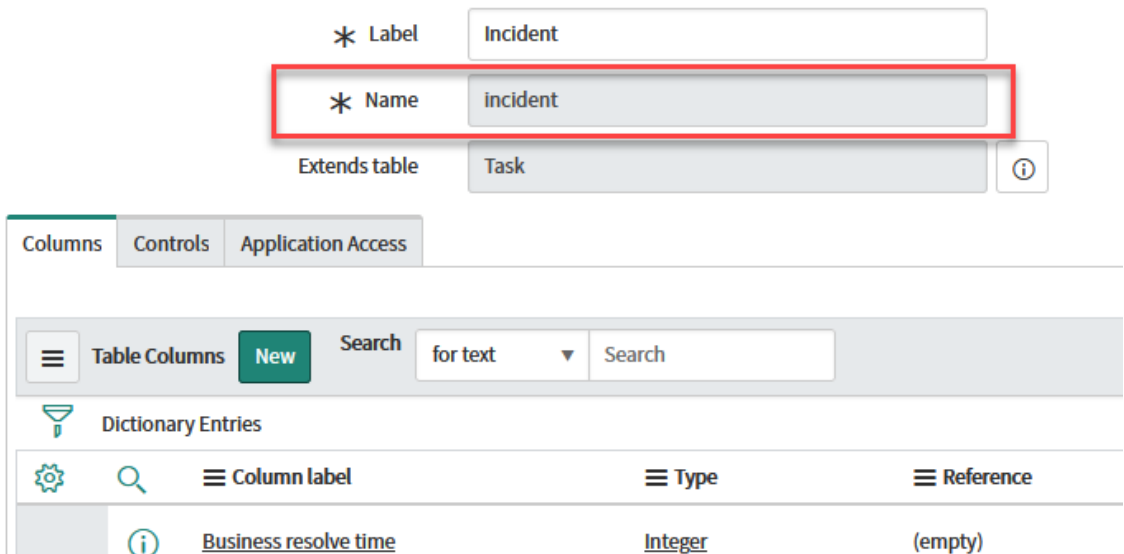 Label Incident
Name incident
Extends table Task
Columns Controls Application Access
Table Columns New Search for text Search
Dictionary Entries
Column label Type Reference
Business resolve time Integer (empty)